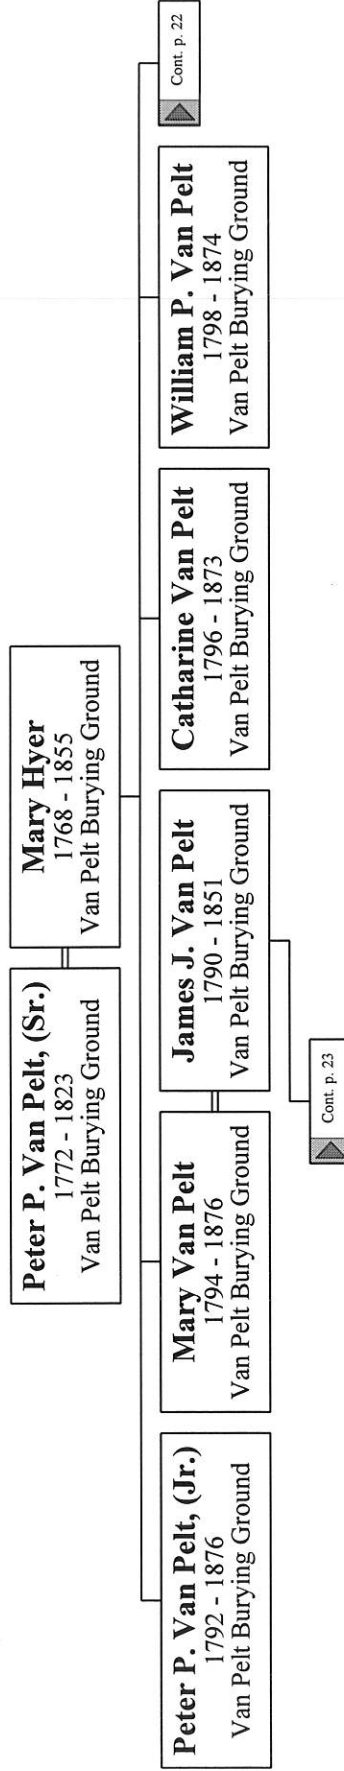 Peter P. Van Pelt, (Sr.)
1772 - 1823
Van Pelt Burying Ground
Mary Hyer
1768 - 1855
Van Pelt Burying Ground
Peter P. Van Pelt, (Jr.)
1792 - 1876
Van Pelt Burying Ground
Mary Van Pelt
1794 - 1876
Van Pelt Burying Ground
James J. Van Pelt
1790 - 1851
Van Pelt Burying Ground
Catharine Van Pelt
1796 - 1873
Van Pelt Burying Ground
William P. Van Pelt
1798 - 1874
Van Pelt Burying Ground
Cont. p. 22
Cont. p. 23